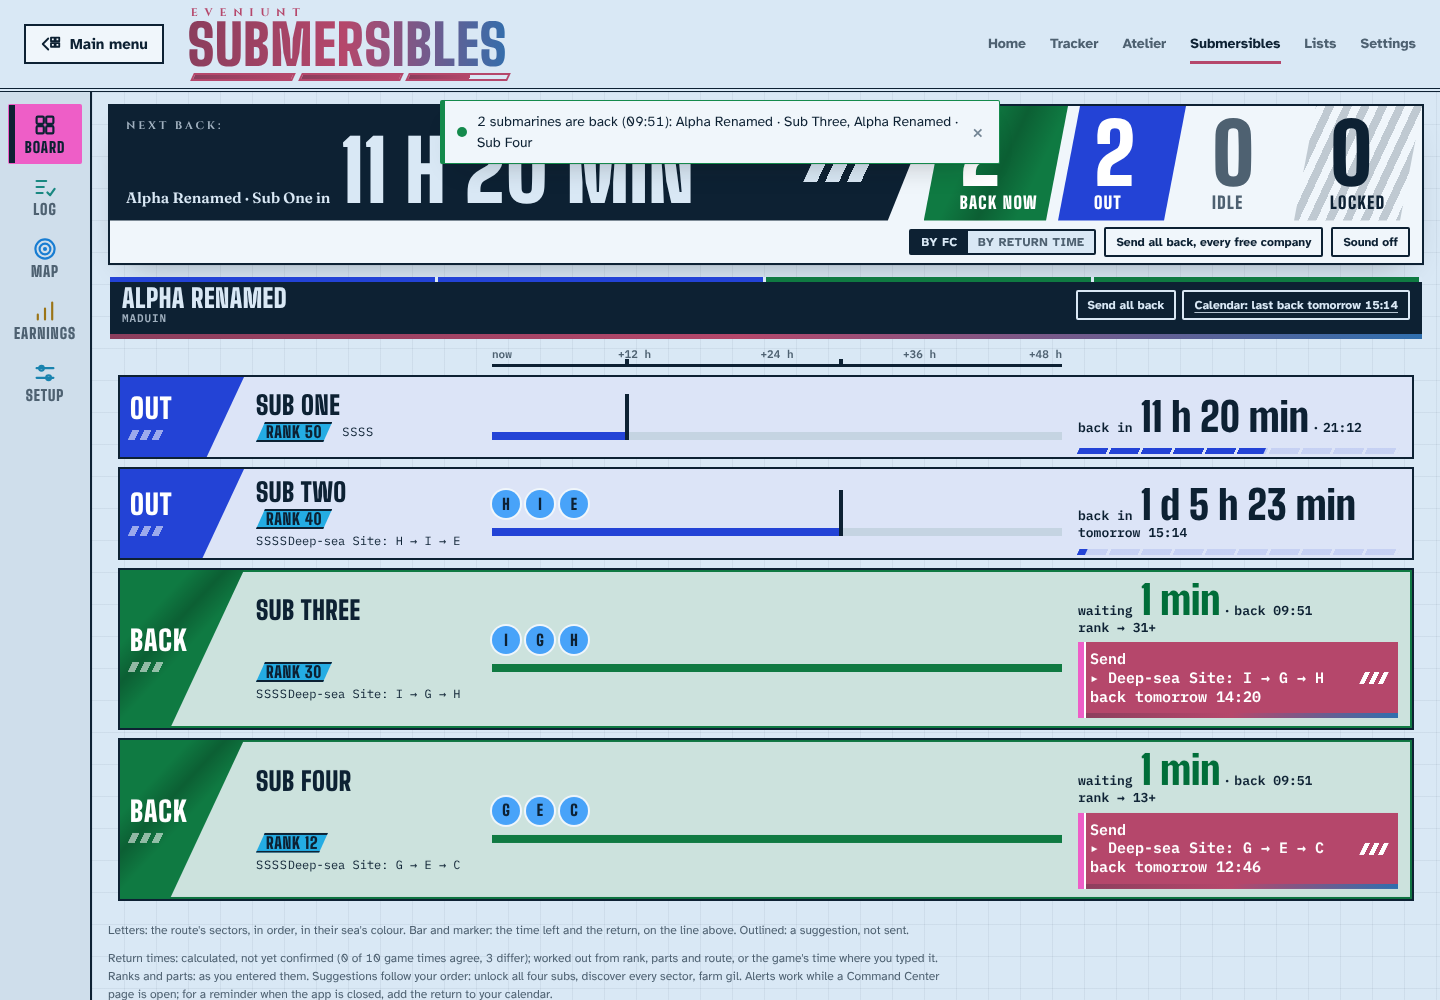 Main menu
EVENIUNT
SUBMERSIBLES
Home Tracker Atelier Submersibles Lists Settings
BOARD
LOG
MAP
EARNINGS
SETUP
NEXT BACK:
Alpha Renamed · Sub One in 11 H 20 MIN
2 submarines are back (09:51): Alpha Renamed · Sub Three, Alpha Renamed ·
Sub Four
×
2 BACK NOW
2 OUT
0 IDLE
0 LOCKED
BY FC BY RETURN TIME Send all back, every free company Sound off
ALPHA RENAMED
MADUIN
Send all back Calendar: last back tomorrow 15:14
now +12 h +24 h +36 h +48 h
OUT
SUB ONE
RANK 50 SSSS
back in 11 h 20 min · 21:12
OUT
SUB TWO
RANK 40
SSSSDeep-sea Site: H → I → E
H I E
back in 1 d 5 h 23 min
tomorrow 15:14
BACK
SUB THREE
RANK 30
SSSSDeep-sea Site: I → G → H
I G H
waiting 1 min · back 09:51
rank → 31+
Send
▸ Deep-sea Site: I → G → H
back tomorrow 14:20
BACK
SUB FOUR
RANK 12
SSSSDeep-sea Site: G → E → C
G E C
waiting 1 min · back 09:51
rank → 13+
Send
▸ Deep-sea Site: G → E → C
back tomorrow 12:46
Letters: the route's sectors, in order, in their sea's colour. Bar and marker: the time left and the return, on the line above. Outlined: a suggestion, not sent.
Return times: calculated, not yet confirmed (0 of 10 game times agree, 3 differ); worked out from rank, parts and route, or the game's time where you typed it.
Ranks and parts: as you entered them. Suggestions follow your order: unlock all four subs, discover every sector, farm gil. Alerts work while a Command Center
page is open; for a reminder when the app is closed, add the return to your calendar.